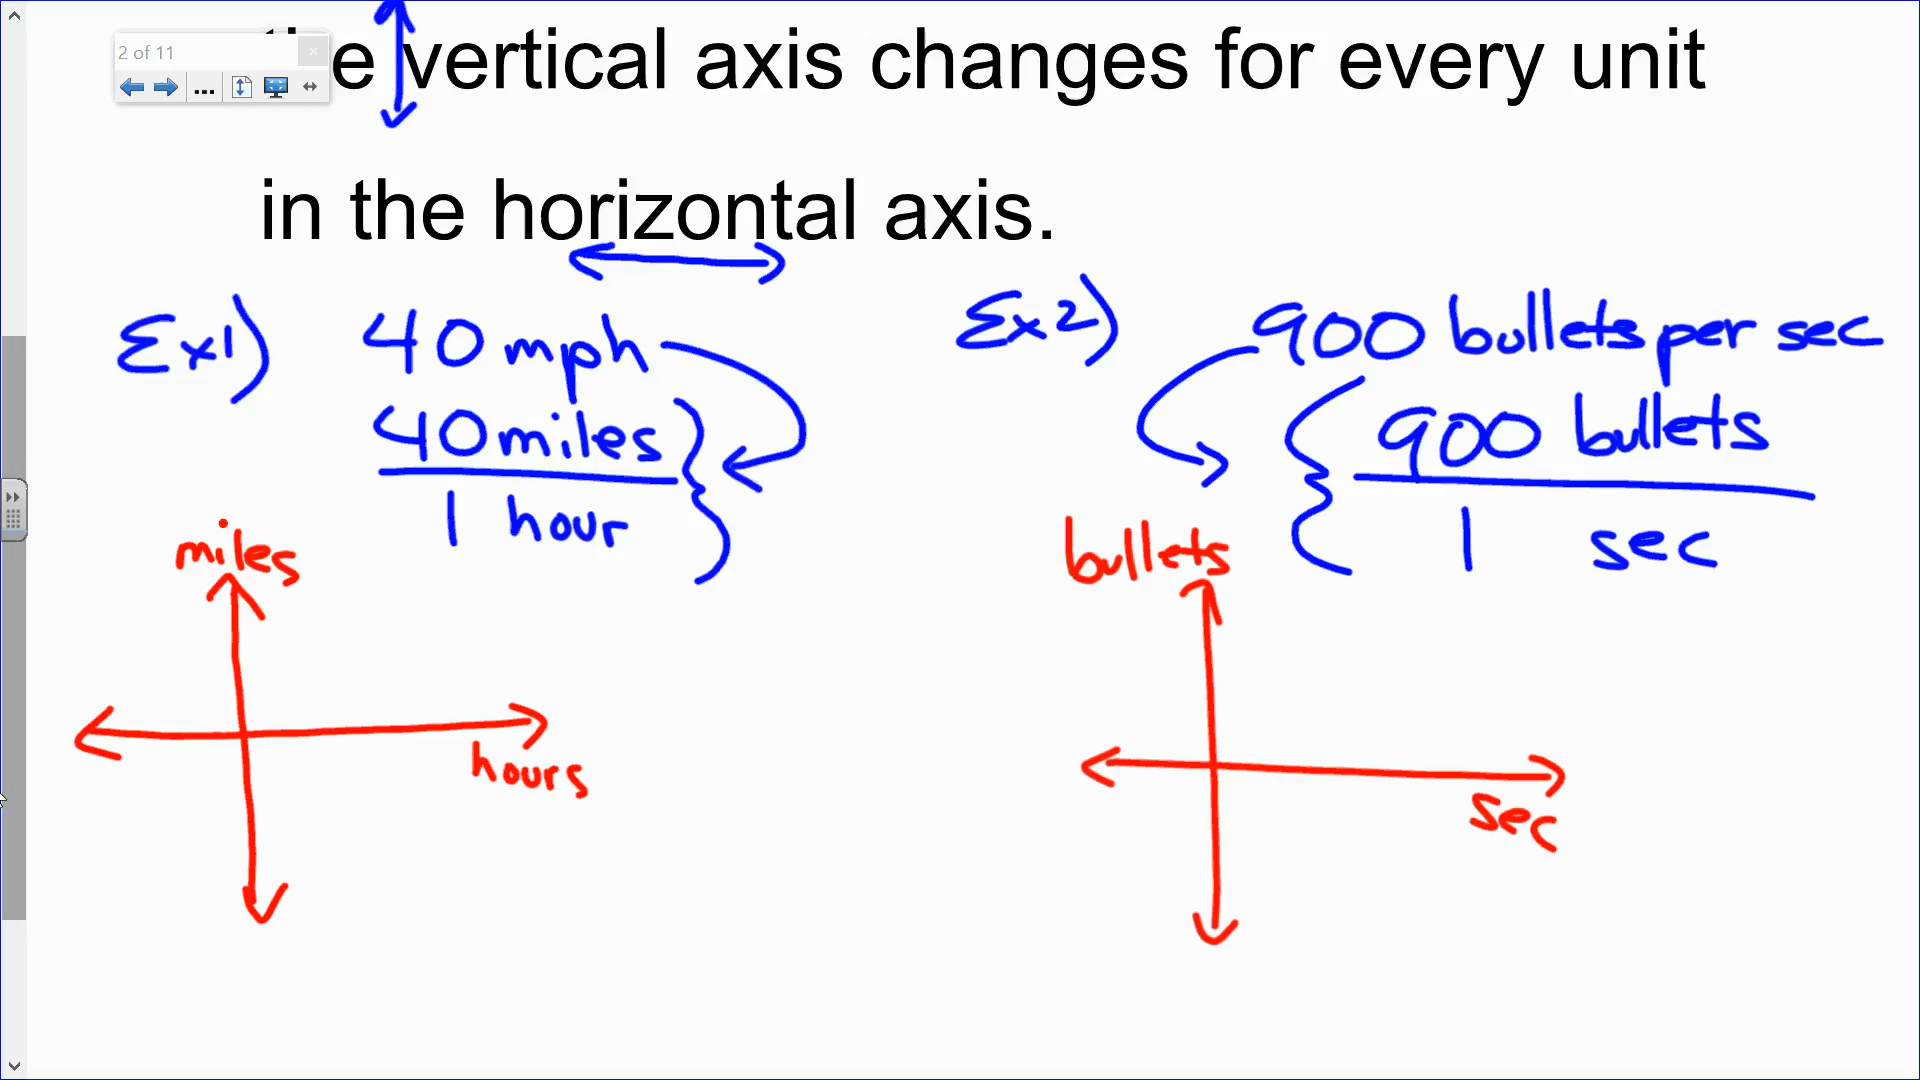 2 of 11
the vertical axis changes for every unit
in the horizontal axis.
Ex1) 40 mph
40 miles
1 hour
miles
hours
Ex2) 900 bullets per sec
900 bullets
1 sec
bullets
sec